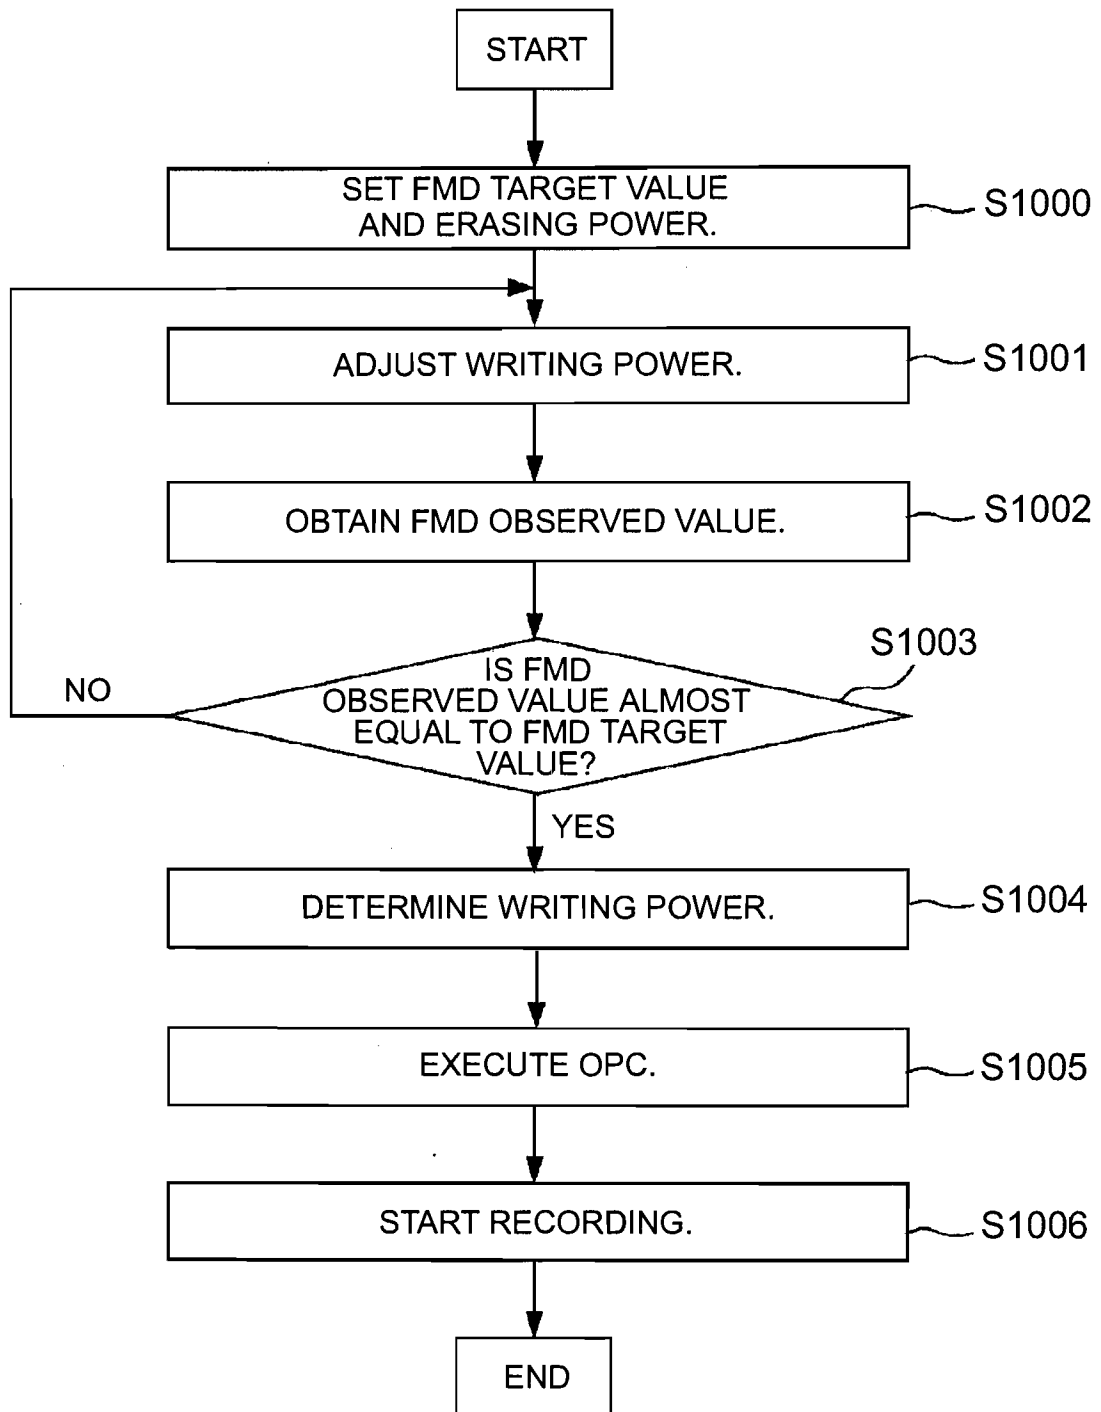 START
SET FMD TARGET VALUE
AND ERASING POWER.
S1000
ADJUST WRITING POWER.
S1001
OBTAIN FMD OBSERVED VALUE.
S1002
S1003
IS FMD
OBSERVED VALUE ALMOST
EQUAL TO FMD TARGET
VALUE?
NO
YES
DETERMINE WRITING POWER.
S1004
EXECUTE OPC.
S1005
START RECORDING.
S1006
END